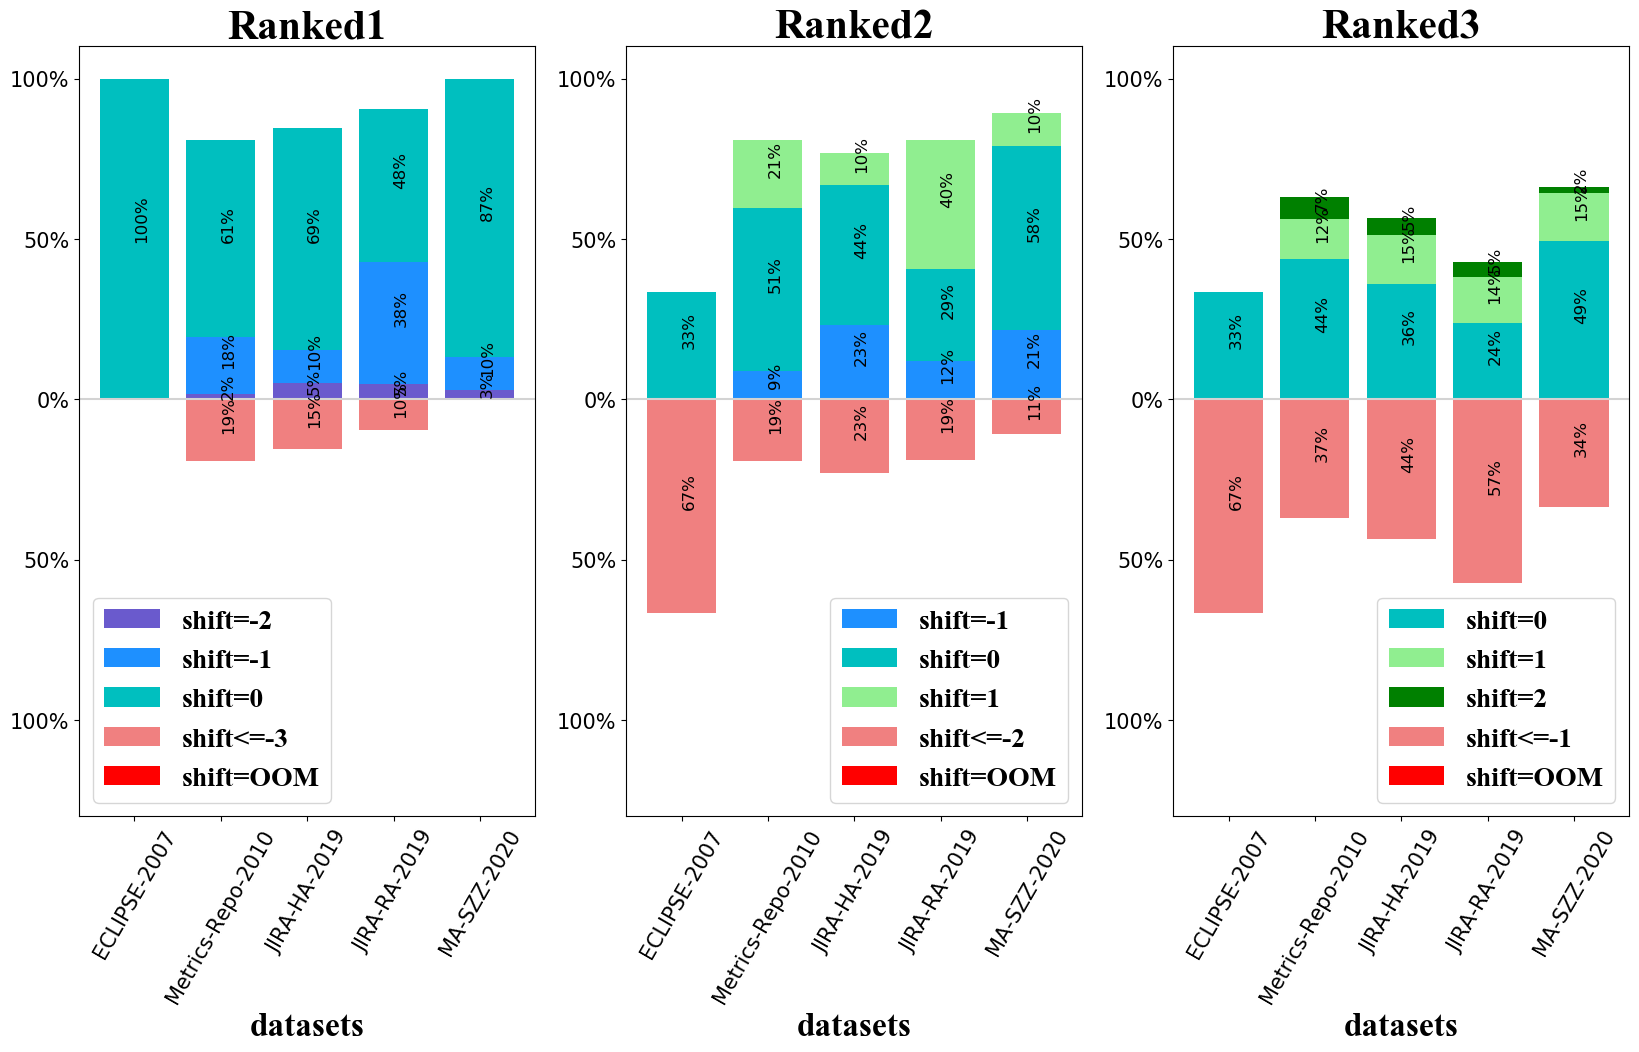 Ranked1
100%
50%
0%
50%
100%
100%
61%
18%
2%
19%
69%
10%
5%
15%
48%
38%
5%
10%
87%
10%
3%
shift=-2
shift=-1
shift=0
shift<=-3
shift=OOM
ECLIPSE-2007
Metrics-Repo-2010
JIRA-HA-2019
JIRA-RA-2019
MA-SZZ-2020
datasets
Ranked2
100%
50%
0%
50%
100%
33%
67%
21%
51%
9%
19%
10%
44%
23%
23%
40%
29%
12%
19%
10%
58%
21%
11%
shift=-1
shift=0
shift=1
shift<=-2
shift=OOM
ECLIPSE-2007
Metrics-Repo-2010
JIRA-HA-2019
JIRA-RA-2019
MA-SZZ-2020
datasets
Ranked3
100%
50%
0%
50%
100%
33%
67%
7%
12%
44%
37%
5%
15%
36%
44%
5%
14%
24%
57%
2%
15%
49%
34%
shift=0
shift=1
shift=2
shift<=-1
shift=OOM
ECLIPSE-2007
Metrics-Repo-2010
JIRA-HA-2019
JIRA-RA-2019
MA-SZZ-2020
datasets